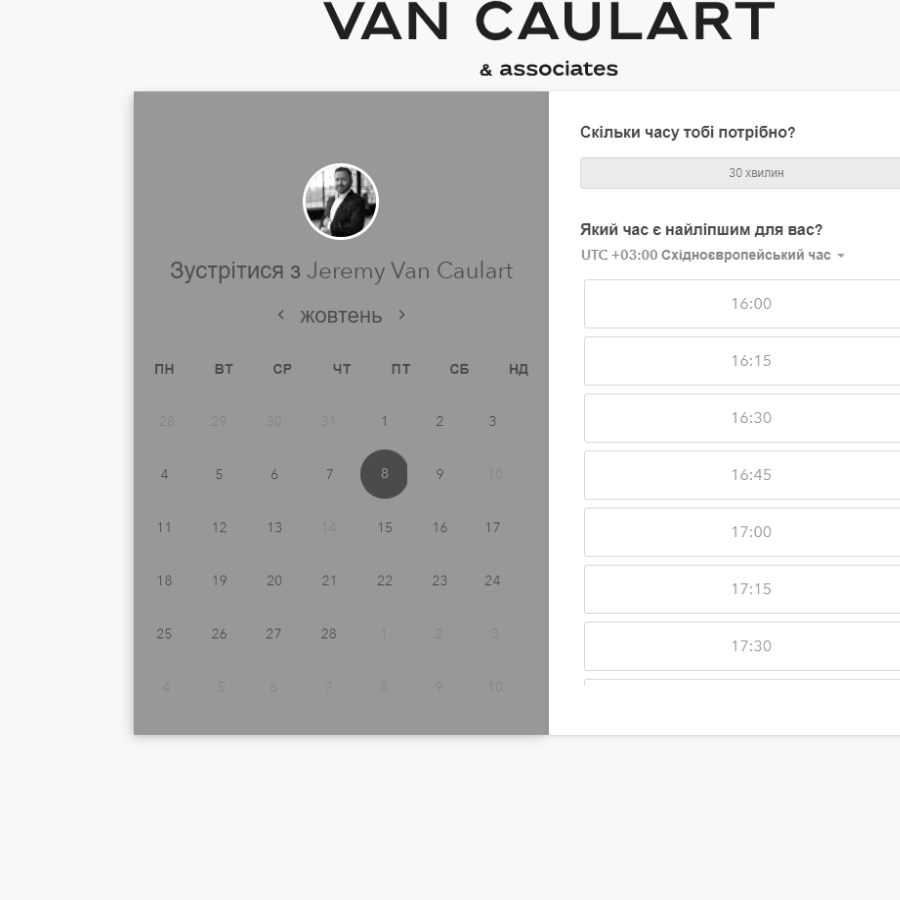 VAN CAULART
& associates
Зустрітися з Jeremy Van Caulart
жовтень
ПН ВТ СР ЧТ ПТ СБ НД
28 29 30 31 1 2 3
4 5 6 7 8 9 10
11 12 13 14 15 16 17
18 19 20 21 22 23 24
25 26 27 28 1 2 3
4 5 6 7 8 9 10
Скільки часу тобі потрібно?
30 хвилин
Який час є найліпшим для вас?
UTC +03:00 Східноєвропейський час
16:00
16:15
16:30
16:45
17:00
17:15
17:30